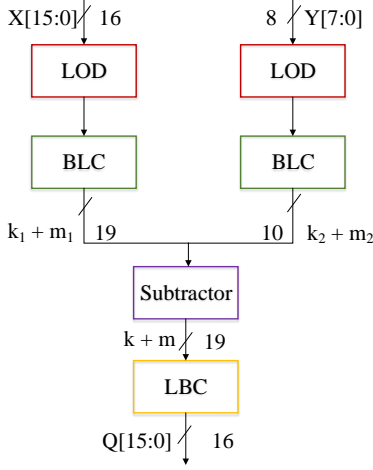 X[15:0] 16 8 Y[7:0]
LOD LOD
BLC BLC
k₁ + m₁ 19 10 k₂ + m₂
Subtractor
k + m 19
LBC
Q[15:0] 16